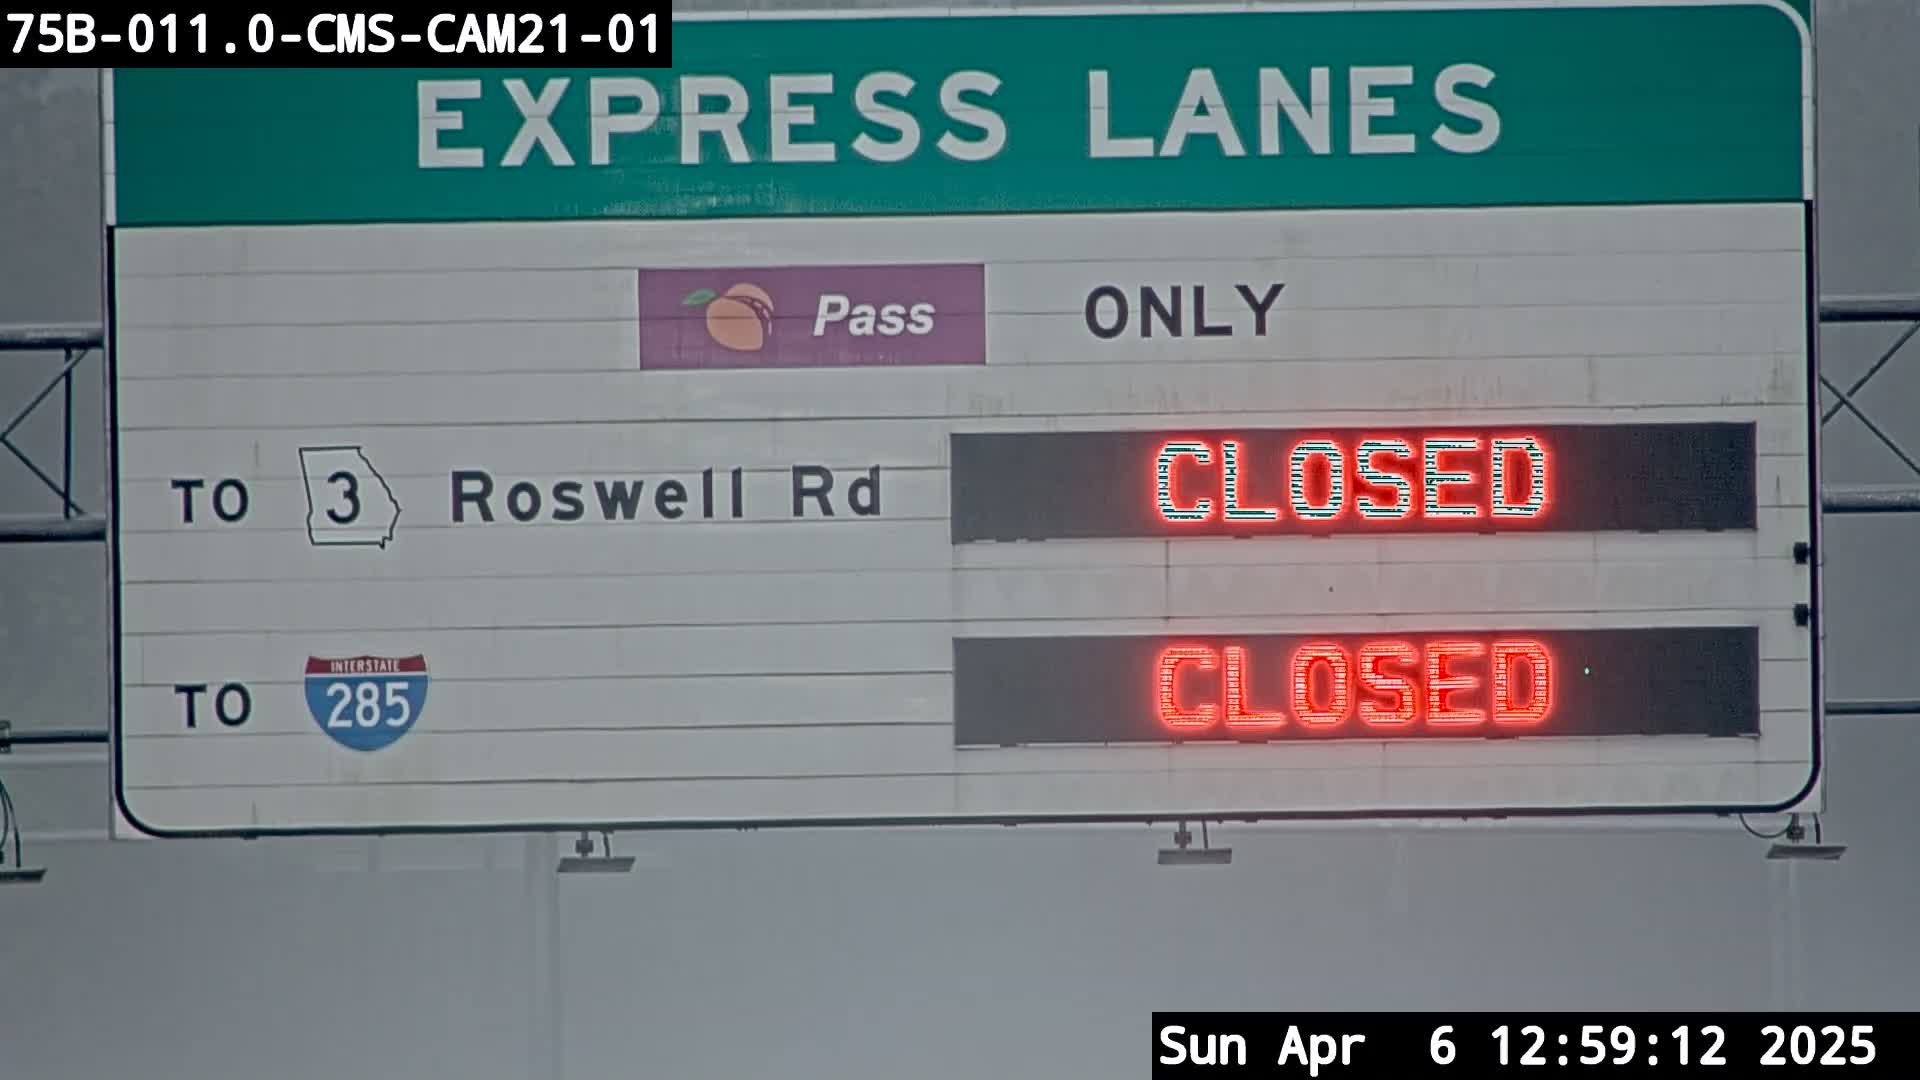 75B-011.0-CMS-CAM21-01
EXPRESS LANES
Pass ONLY
TO 3 Roswell Rd CLOSED
TO INTERSTATE 285 CLOSED
Sun Apr 6 12:59:12 2025